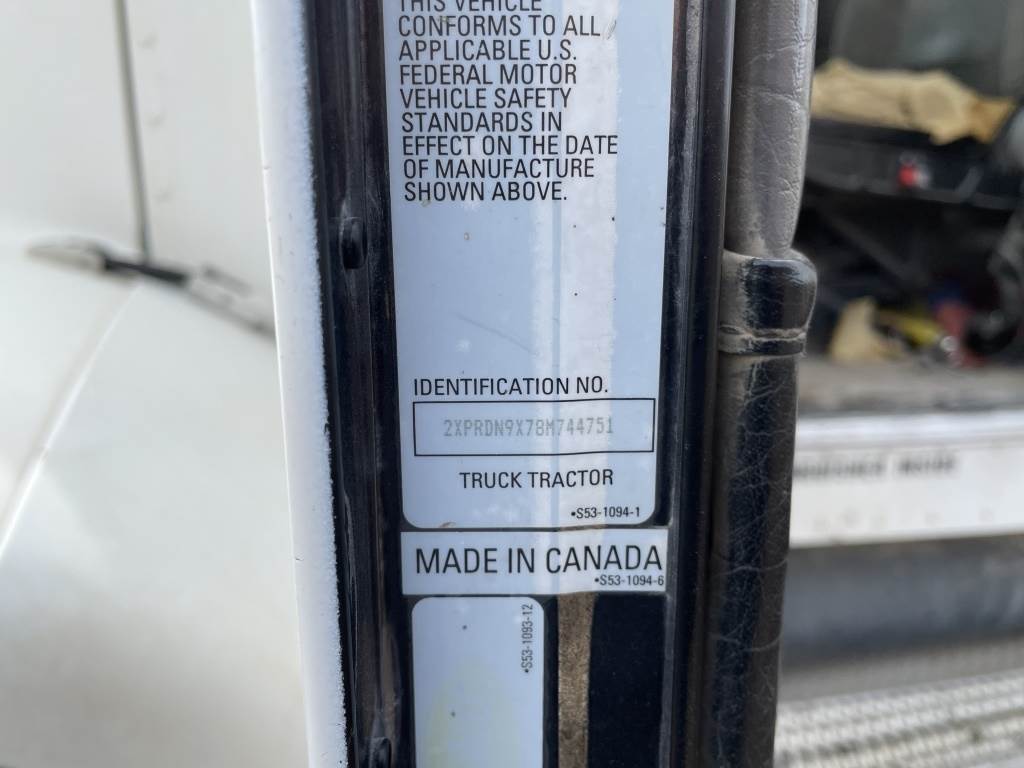 THIS VEHICLE
CONFORMS TO ALL
APPLICABLE U.S.
FEDERAL MOTOR
VEHICLE SAFETY
STANDARDS IN
EFFECT ON THE DATE
OF MANUFACTURE
SHOWN ABOVE.
IDENTIFICATION NO.
2XPRDN9X78M744751
TRUCK TRACTOR
•S53-1094-1
MADE IN CANADA
•S53-1094-6
•S53-1093-12